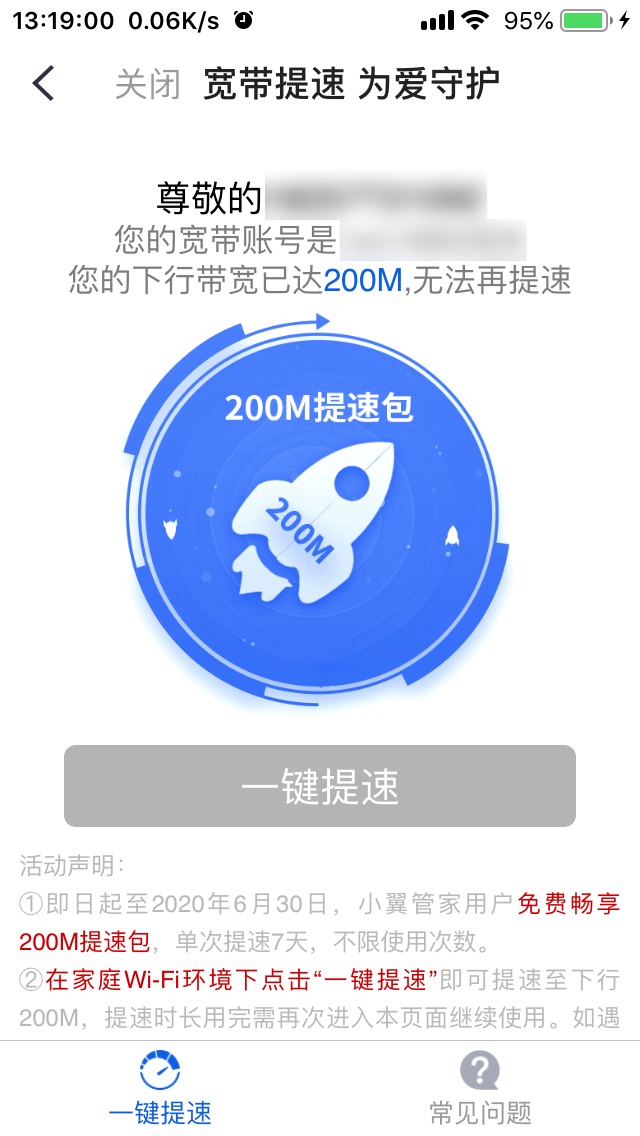 13:19:00 0.06K/s 95%
关闭 宽带提速 为爱守护
尊敬的
您的宽带账号是
您的下行带宽已达200M,无法再提速
200M提速包
200M
一键提速
活动声明：
①即日起至2020年6月30日，小翼管家用户免费畅享
200M提速包，单次提速7天，不限使用次数。
②在家庭Wi-Fi环境下点击“一键提速”即可提速至下行
200M，提速时长用完需再次进入本页面继续使用。如遇
一键提速 常见问题